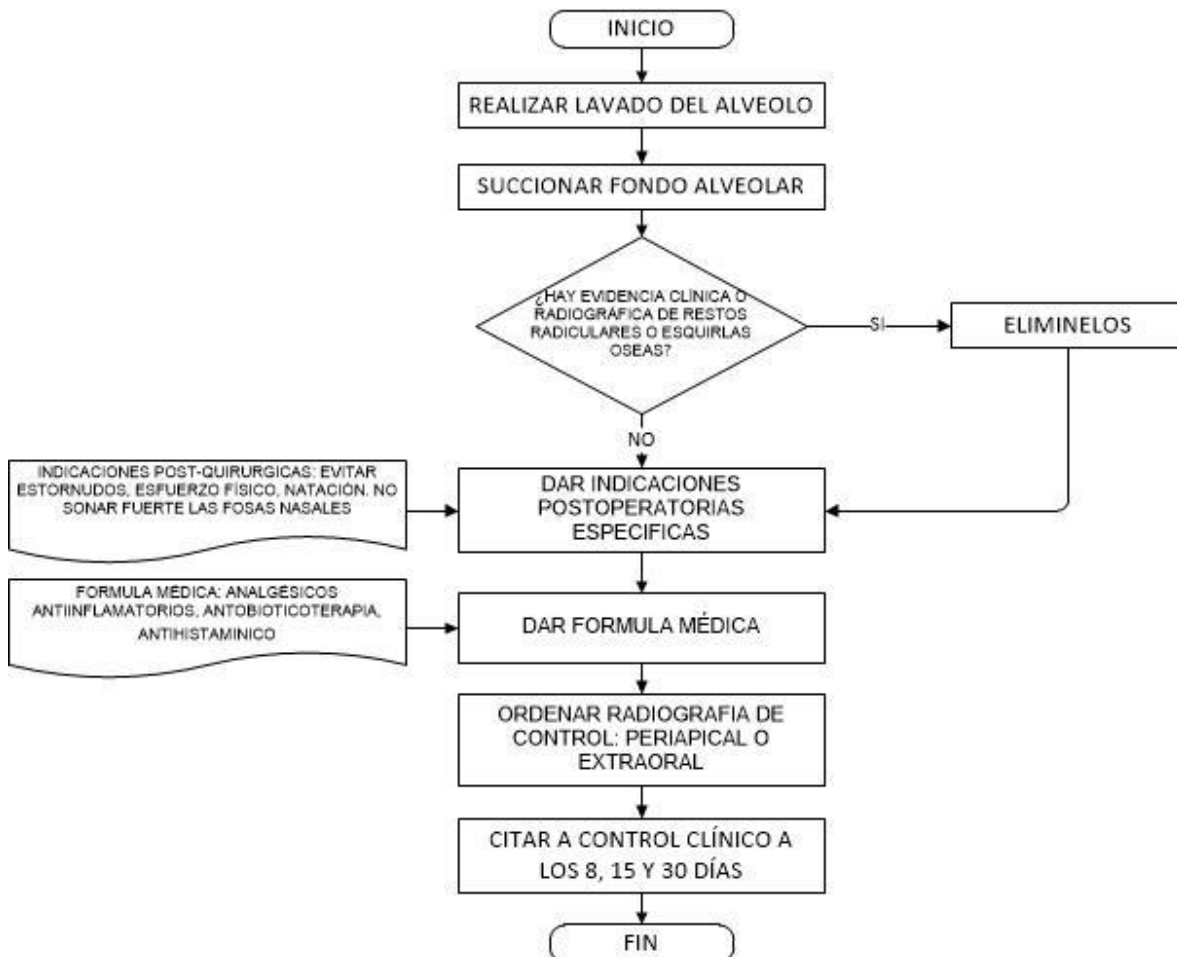 INICIO
REALIZAR LAVADO DEL ALVEOLO
SUCCIONAR FONDO ALVEOLAR
¿HAY EVIDENCIA CLÍNICA O
RADIOGRÁFICA DE RESTOS
RADICULARES O ESQUIRLAS
OSEAS?
SI
ELIMINELOS
NO
INDICACIONES POST-QUIRURGICAS: EVITAR
ESTORNUDOS, ESFUERZO FÍSICO, NATACIÓN. NO
SONAR FUERTE LAS FOSAS NASALES
DAR INDICACIONES
POSTOPERATORIAS
ESPECIFICAS
FORMULA MÉDICA: ANALGÉSICOS
ANTIINFLAMATORIOS, ANTOBIOTICOTERAPIA,
ANTIHISTAMINICO
DAR FORMULA MÉDICA
ORDENAR RADIOGRAFIA DE
CONTROL: PERIAPICAL O
EXTRAORAL
CITAR A CONTROL CLÍNICO A
LOS 8, 15 Y 30 DÍAS
FIN